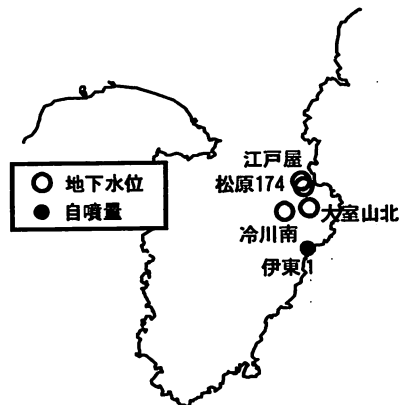 江戸屋
松原174
地下水位
自噴量
大室山北
冷川南
伊東1